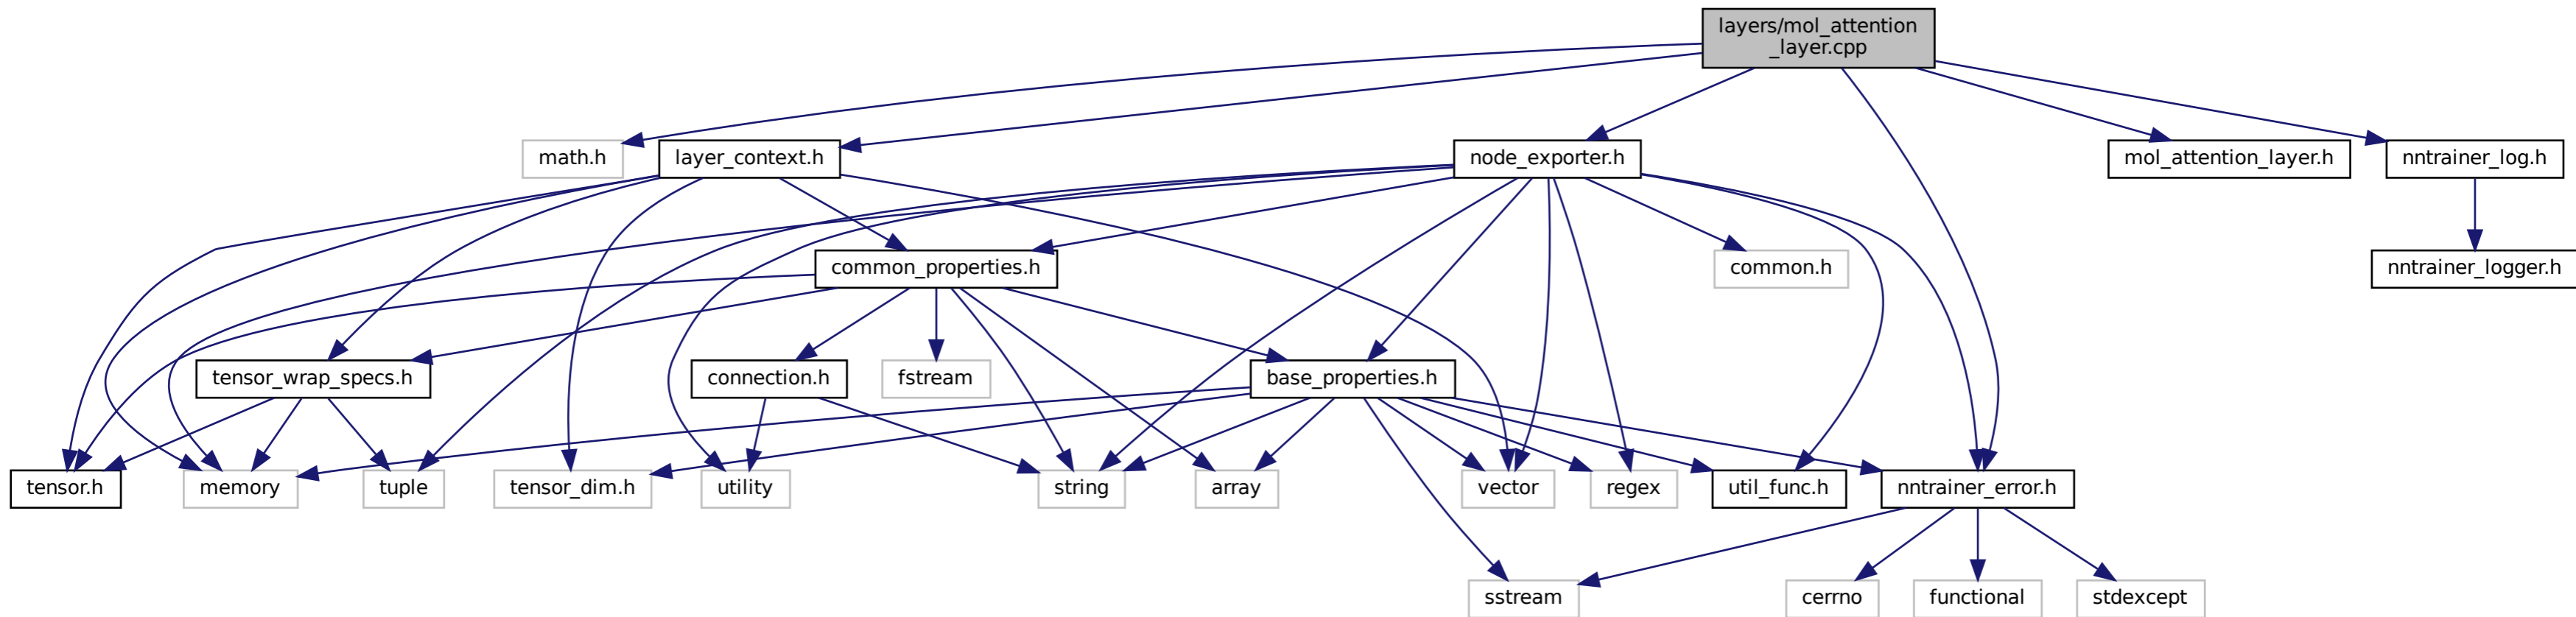 layers/mol_attention
_layer.cpp
math.h
layer_context.h
node_exporter.h
mol_attention_layer.h
nntrainer_log.h
common_properties.h
common.h
nntrainer_logger.h
tensor_wrap_specs.h
connection.h
fstream
base_properties.h
tensor.h
memory
tuple
tensor_dim.h
utility
string
array
vector
regex
util_func.h
nntrainer_error.h
sstream
cerrno
functional
stdexcept